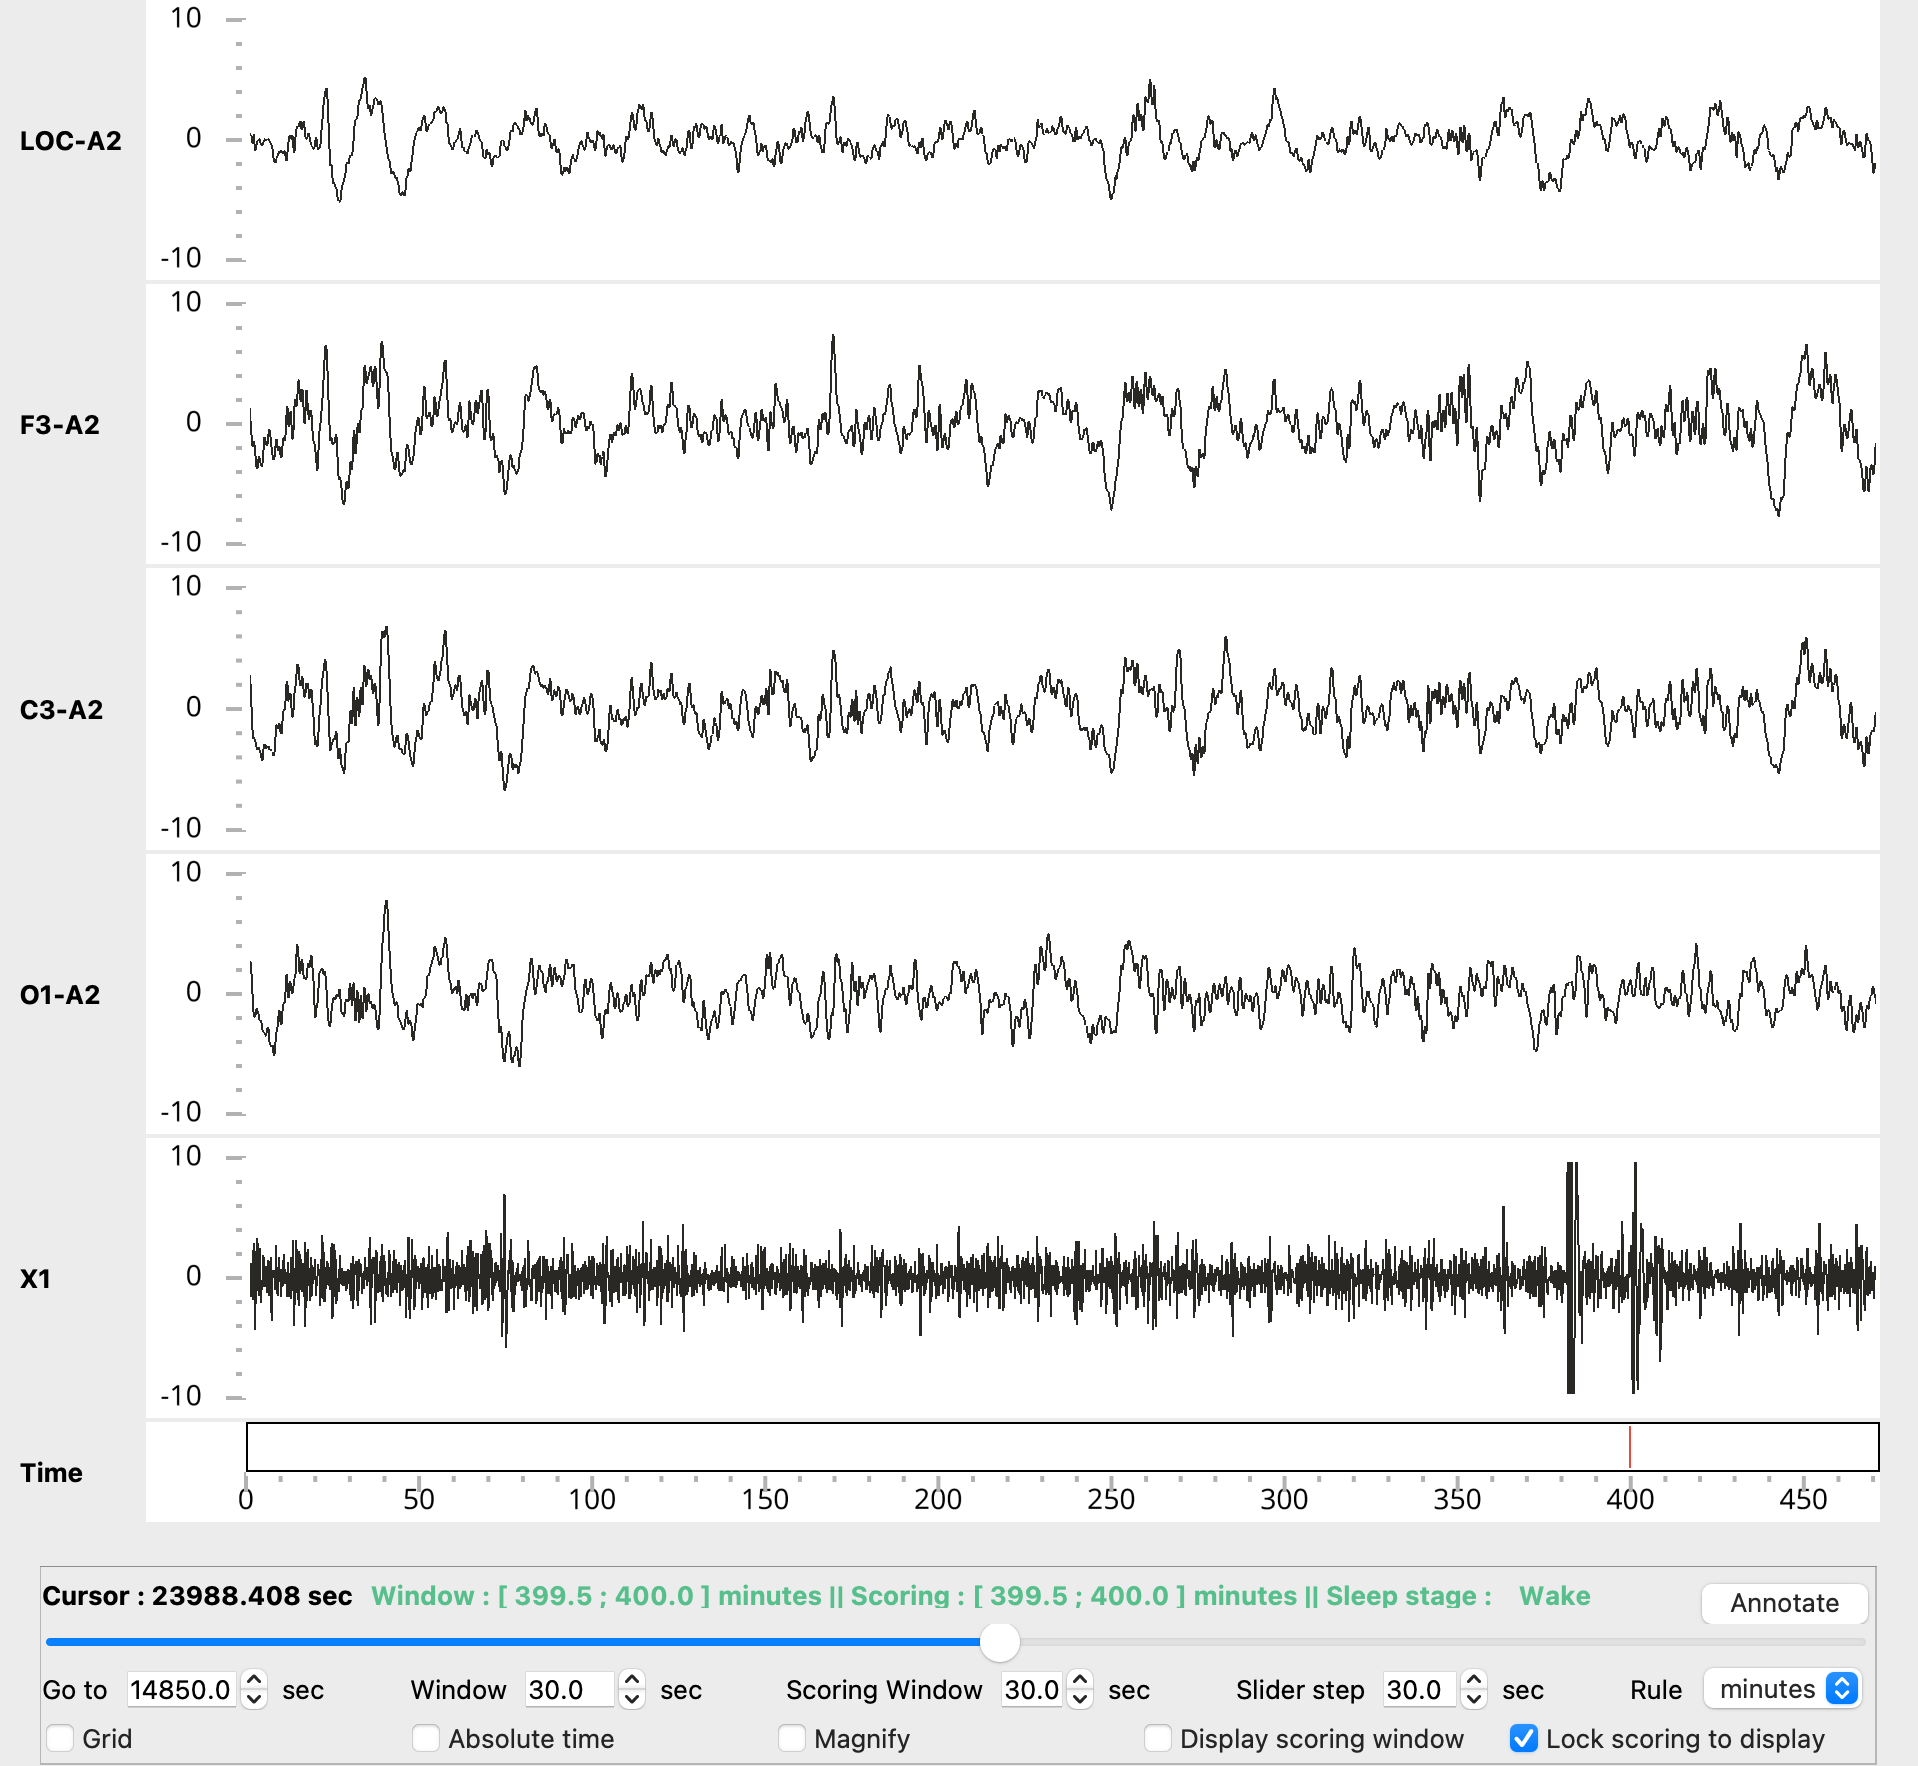 10
LOC-A2
0
-10
10
F3-A2
0
-10
10
C3-A2
0
-10
10
O1-A2
0
-10
10
X1
0
-10
Time
0 50 100 150 200 250 300 350 400 450
Cursor : 23988.408 sec Window : [ 399.5 ; 400.0 ] minutes || Scoring : [ 399.5 ; 400.0 ] minutes || Sleep stage : Wake Annotate
Go to 14850.0 sec Window 30.0 sec Scoring Window 30.0 sec Slider step 30.0 sec Rule minutes
Grid Absolute time Magnify Display scoring window Lock scoring to display